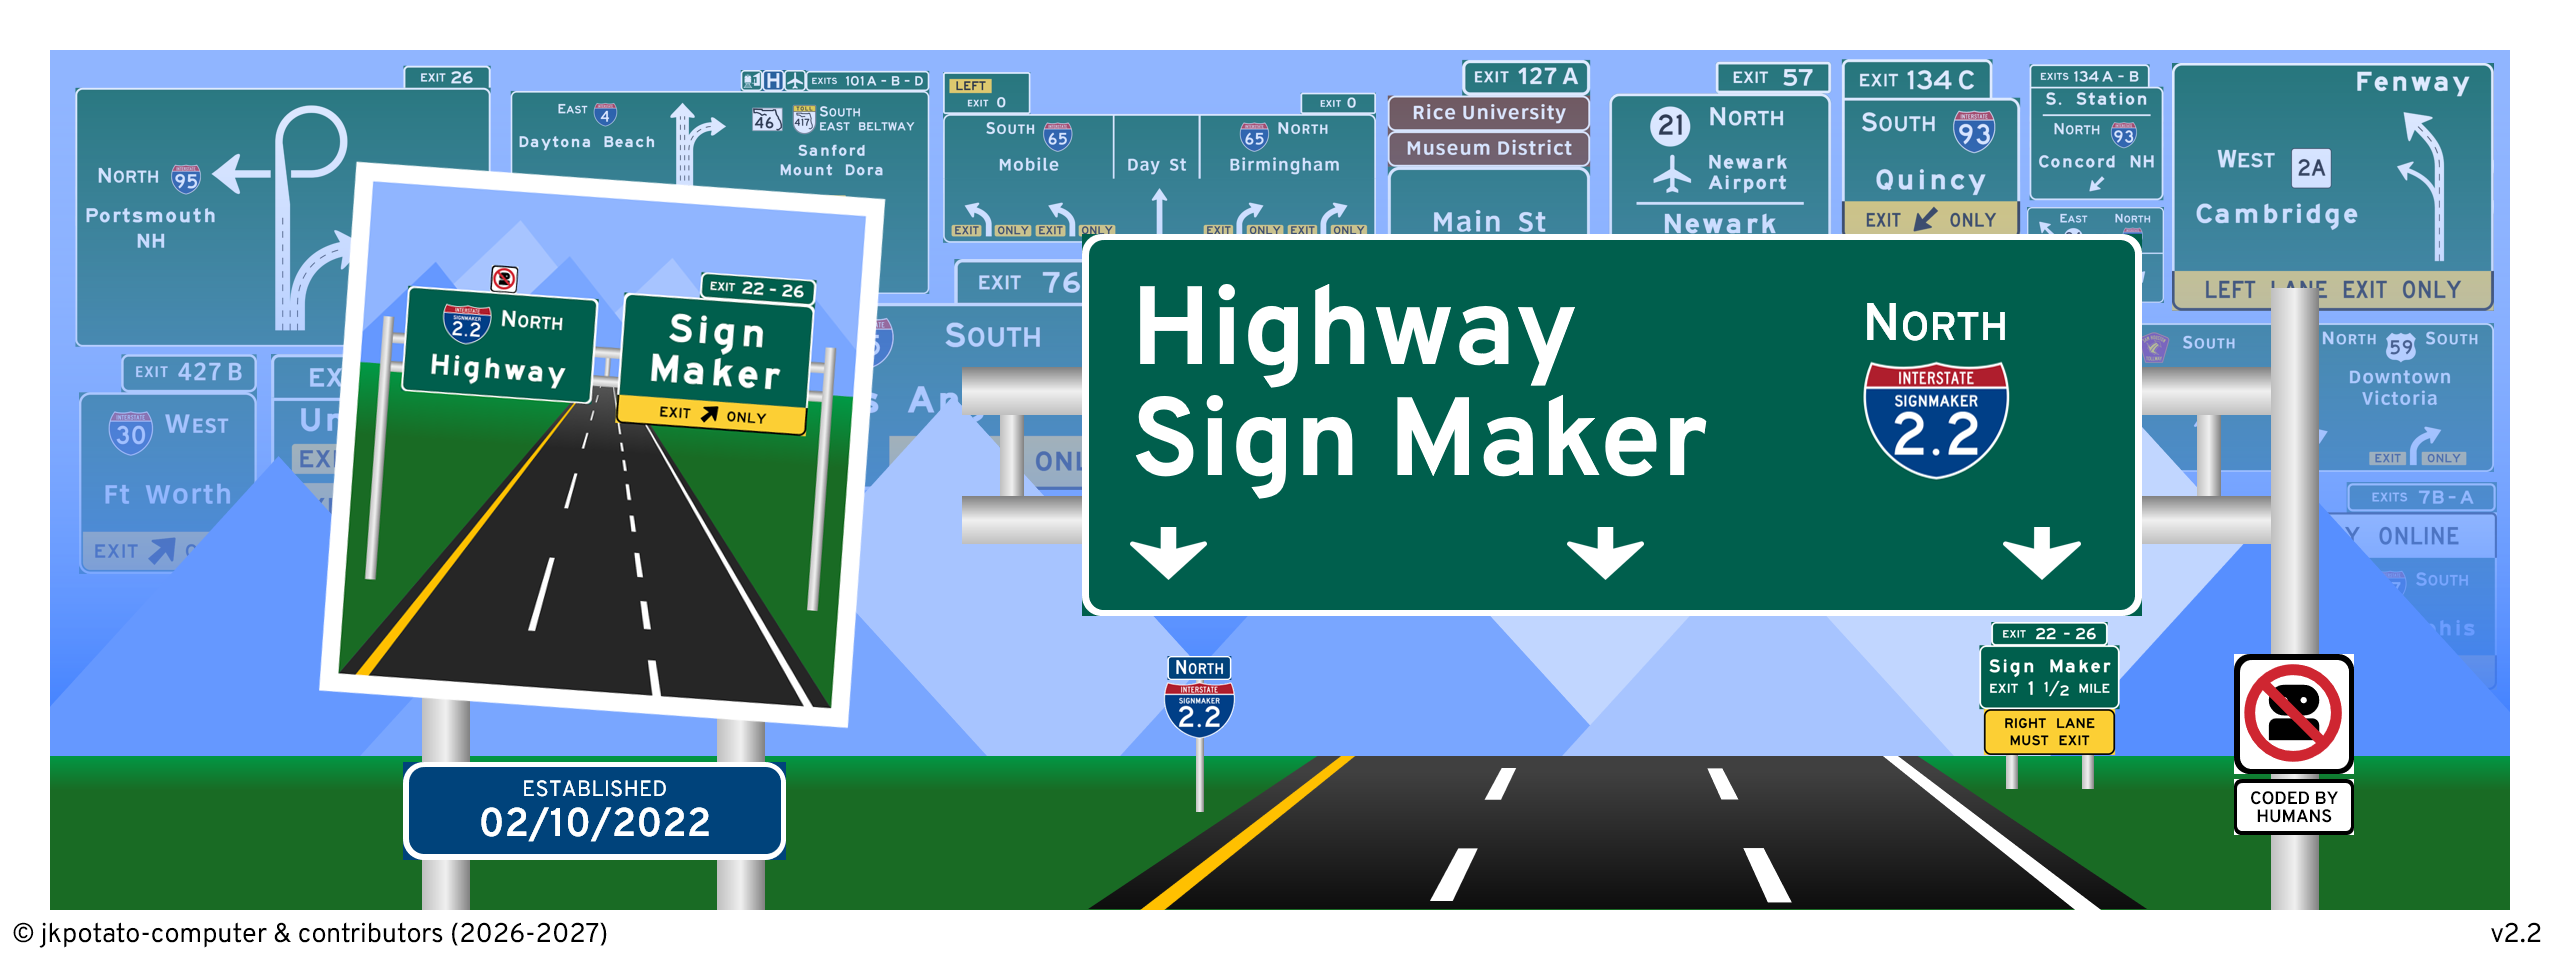 EXIT 26
NORTH 95
Portsmouth
NH
H
EXITS 101A - B - D
EAST 4
Daytona Beach
46
TOLL
417
SOUTH
EAST BELTWAY
Sanford
Mount Dora
LEFT
EXIT 0
EXIT 0
SOUTH 65
Mobile
Day St
65 NORTH
Birmingham
EXIT ONLY EXIT ONLY
EXIT ONLY EXIT ONLY
EXIT 127 A
Rice University
Museum District
Main St
EXIT 57
21 NORTH
Newark
Airport
Newark
EXIT 134 C
SOUTH INTERSTATE 93
Quincy
EXIT ONLY
EXITS 134 A - B
S. Station
NORTH 93
Concord NH
EAST NORTH
Fenway
WEST 2A
Cambridge
LEFT LANE EXIT ONLY
EXIT 76
SOUTH
EXIT 427 B
INTERSTATE 30 WEST
Ft Worth
EXIT
SOUTH
NORTH 59 SOUTH
Downtown
Victoria
EXIT ONLY
EXITS 7B - A
ONLINE
SOUTH
INTERSTATE
SIGNMAKER
2.2
NORTH
Highway
EXIT 22 - 26
Sign
Maker
EXIT ONLY
Highway
Sign Maker
NORTH
INTERSTATE
SIGNMAKER
2.2
NORTH
INTERSTATE
SIGNMAKER
2.2
EXIT 22 - 26
Sign Maker
EXIT 1 1/2 MILE
RIGHT LANE
MUST EXIT
CODED BY
HUMANS
ESTABLISHED
02/10/2022
© jkpotato-computer & contributors (2026-2027)
v2.2